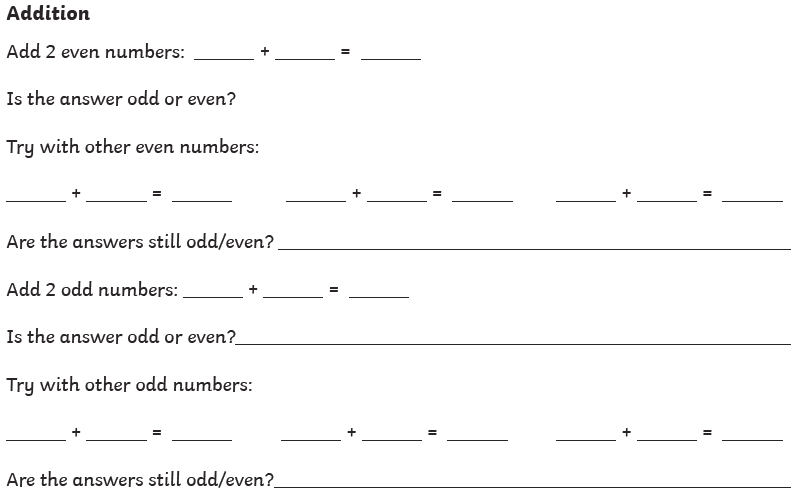 Addition
Add 2 even numbers: ______ + ______ = ______
Is the answer odd or even?
Try with other even numbers:
______ + ______ = ______ ______ + ______ = ______ ______ + ______ = ______
Are the answers still odd/even? ______
Add 2 odd numbers: ______ + ______ = ______
Is the answer odd or even?______
Try with other odd numbers:
______ + ______ = ______ ______ + ______ = ______ ______ + ______ = ______
Are the answers still odd/even?______